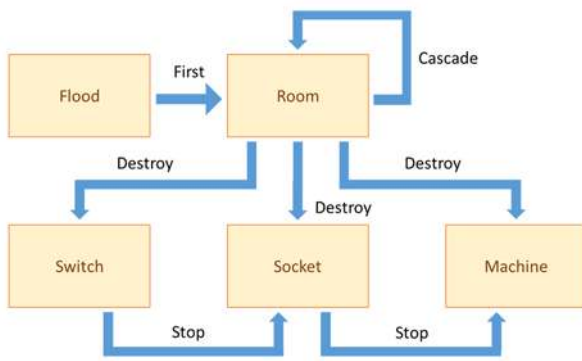 Cascade
First
Flood
Room
Destroy
Destroy
Destroy
Switch
Socket
Machine
Stop
Stop